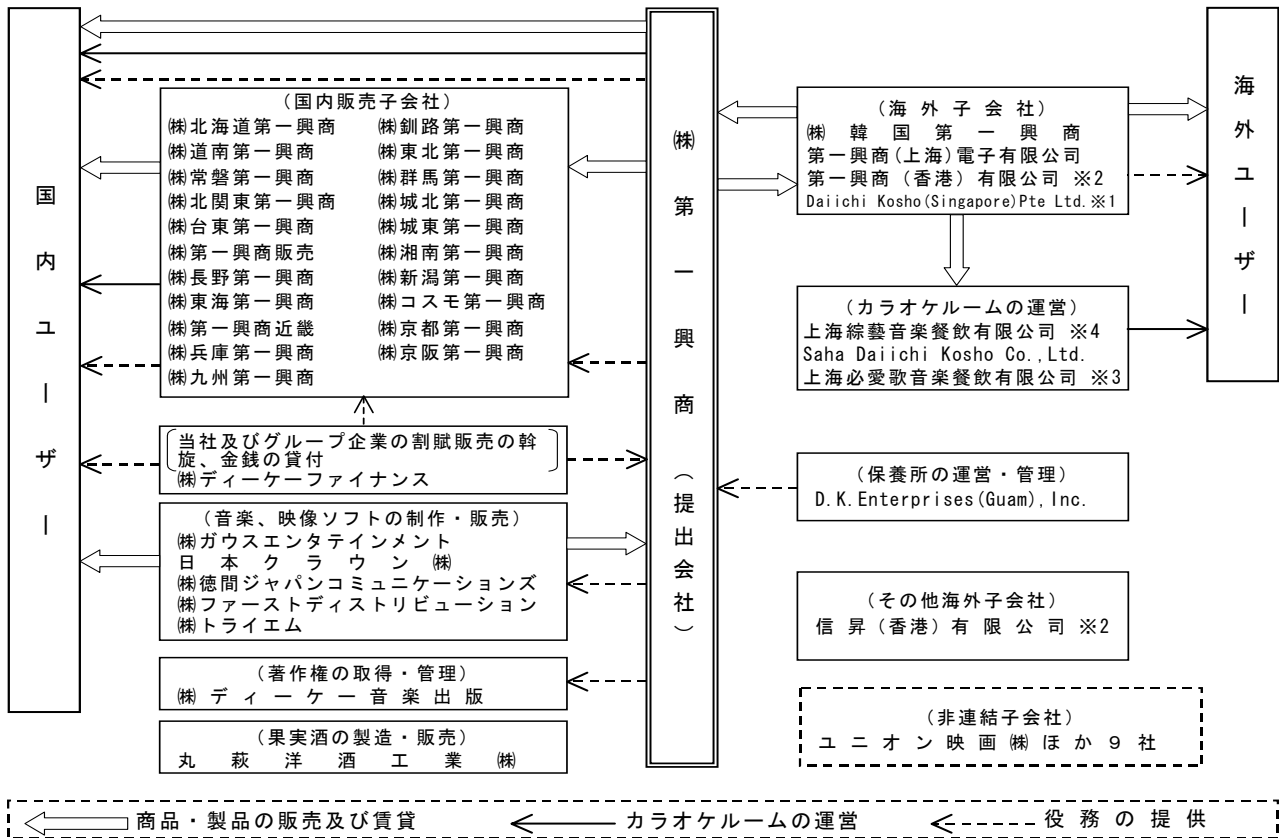 国内ユーザー
（国内販売子会社）
㈱北海道第一興商　㈱釧路第一興商
㈱道南第一興商　㈱東北第一興商
㈱常磐第一興商　㈱群馬第一興商
㈱北関東第一興商　㈱城北第一興商
㈱台東第一興商　㈱城東第一興商
㈱第一興商販売　㈱湘南第一興商
㈱長野第一興商　㈱新潟第一興商
㈱東海第一興商　㈱コスモ第一興商
㈱第一興商近畿　㈱京都第一興商
㈱兵庫第一興商　㈱京阪第一興商
㈱九州第一興商
当社及びグループ企業の割賦販売の斡
旋、金銭の貸付
㈱ディーケーファイナンス
（音楽、映像ソフトの制作・販売）
㈱ガウスエンタテインメント
日本クラウン㈱
㈱徳間ジャパンコミュニケーションズ
㈱ファーストディストリビューション
㈱トライエム
（著作権の取得・管理）
㈱ディーケー音楽出版
（果実酒の製造・販売）
丸萩洋酒工業㈱
㈱第一興商（提出会社）
（海外子会社）
㈱韓国第一興商
第一興商(上海)電子有限公司
第一興商（香港）有限公司 ※2
Daiichi Kosho(Singapore)Pte Ltd.※1
（カラオケルームの運営）
上海綜藝音楽餐飲有限公司 ※4
Saha Daiichi Kosho Co.,Ltd.
上海必愛歌音楽餐飲有限公司 ※3
（保養所の運営・管理）
D.K.Enterprises(Guam),Inc.
（その他海外子会社）
信昇（香港）有限公司 ※2
（非連結子会社）
ユニオン映画㈱ほか９社
海外ユーザー
商品・製品の販売及び賃貸　カラオケルームの運営　役務の提供